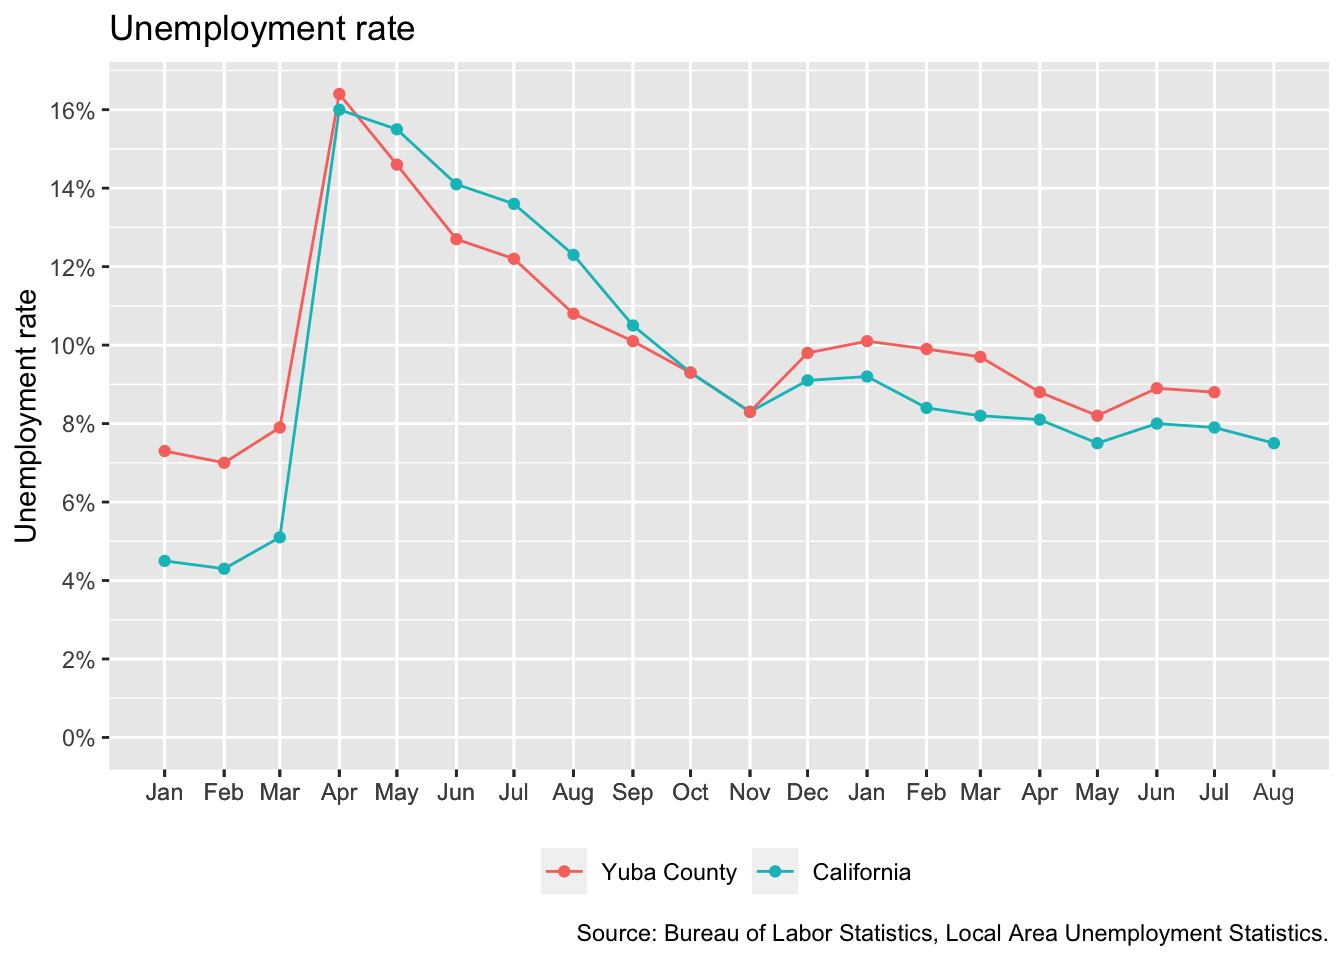 Unemployment rate
Unemployment rate
16%
14%
12%
10%
8%
6%
4%
2%
0%
Jan Feb Mar Apr May Jun Jul Aug Sep Oct Nov Dec Jan Feb Mar Apr May Jun Jul Aug
Yuba County California
Source: Bureau of Labor Statistics, Local Area Unemployment Statistics.